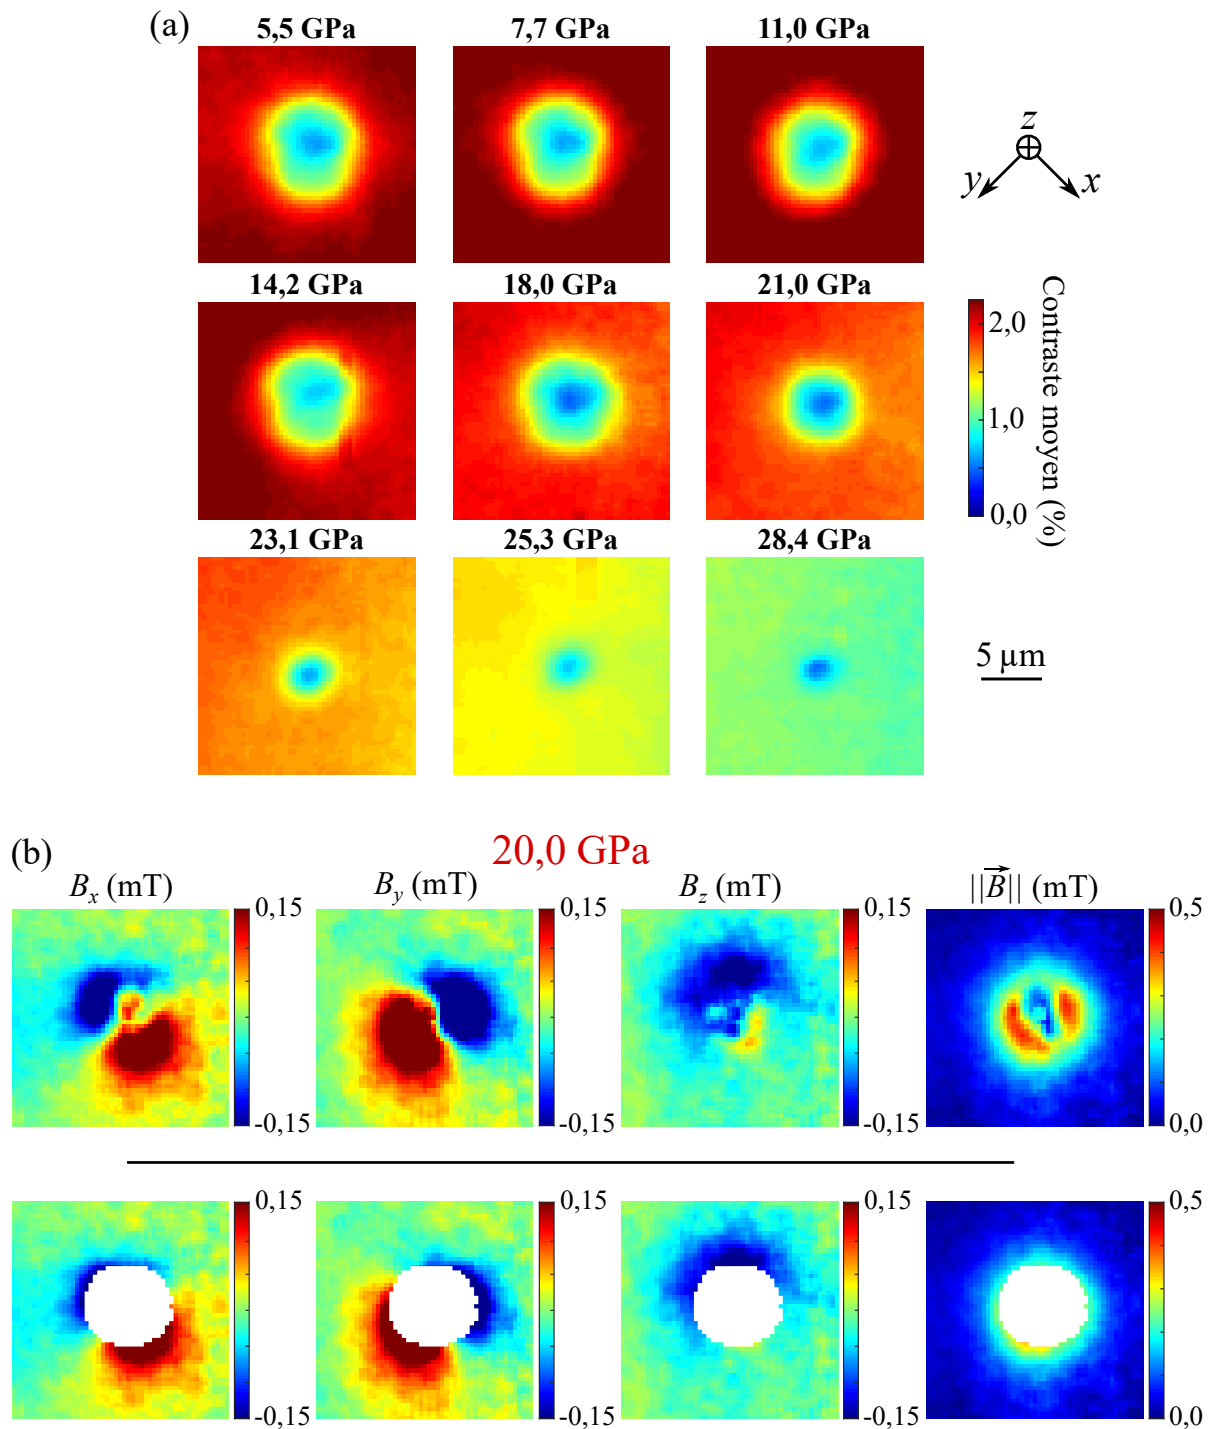 (a)
5,5 GPa
7,7 GPa
11,0 GPa
z
y
x
14,2 GPa
18,0 GPa
21,0 GPa
2,0
1,0
0,0
Contraste moyen (%)
23,1 GPa
25,3 GPa
28,4 GPa
5 µm
(b)
20,0 GPa
Bx (mT)
By (mT)
Bz (mT)
||B⃗|| (mT)
0,15
0,15
0,15
0,5
-0,15
-0,15
-0,15
0,0
0,15
0,15
0,15
0,5
-0,15
-0,15
-0,15
0,0